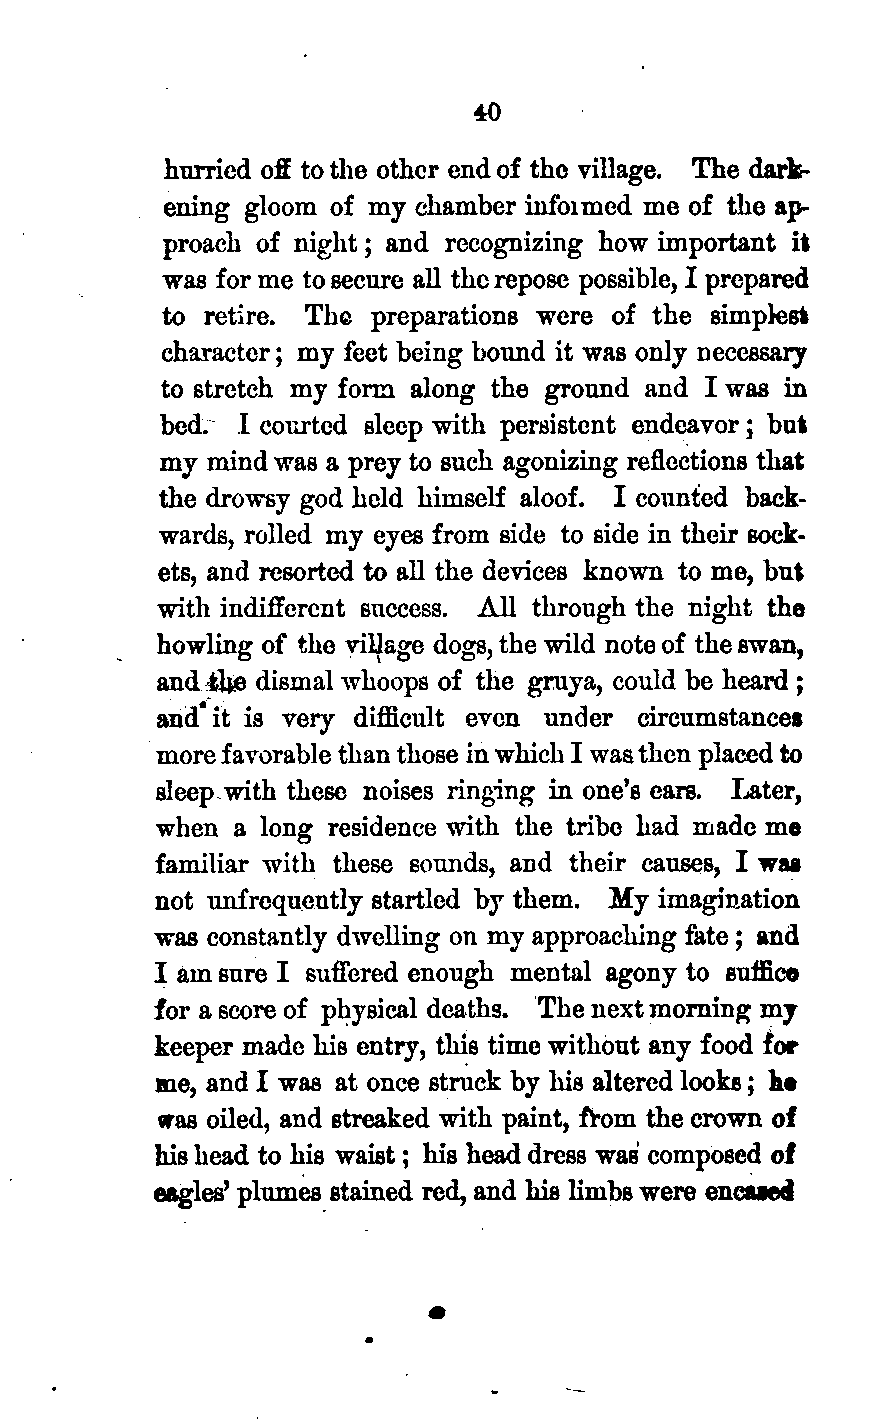 40
hurried off to the other end of the village. The dark-
ening gloom of my chamber informed me of the ap-
proach of night; and recognizing how important it
was for me to secure all the repose possible, I prepared
to retire. The preparations were of the simplest
character; my feet being bound it was only necessary
to stretch my form along the ground and I was in
bed. I courted sleep with persistent endeavor; but
my mind was a prey to such agonizing reflections that
the drowsy god held himself aloof. I counted back-
wards, rolled my eyes from side to side in their sock-
ets, and resorted to all the devices known to me, but
with indifferent success. All through the night the
howling of the village dogs, the wild note of the swan,
and the dismal whoops of the gruya, could be heard;
and it is very difficult even under circumstances
more favorable than those in which I was then placed to
sleep with these noises ringing in one's ears. Later,
when a long residence with the tribe had made me
familiar with these sounds, and their causes, I was
not unfrequently startled by them. My imagination
was constantly dwelling on my approaching fate; and
I am sure I suffered enough mental agony to suffice
for a score of physical deaths. The next morning my
keeper made his entry, this time without any food for
me, and I was at once struck by his altered looks; he
was oiled, and streaked with paint, from the crown of
his head to his waist; his head dress was composed of
eagles' plumes stained red, and his limbs were encased